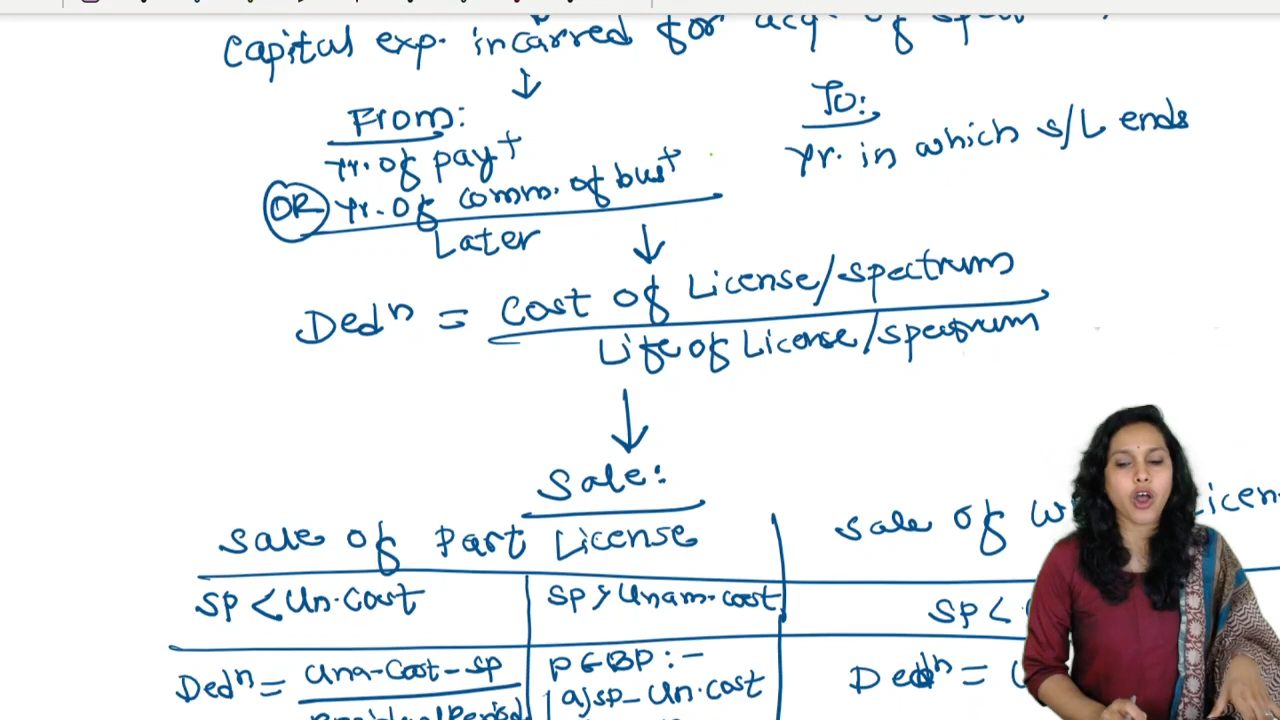 Capital exp. incurred for acq. of
From:
To:
Yr. of payt
yr. in which s/L ends
OR Yr. of comm. of bust
Later
Dedn = Cost of License/spectrum
Life of License/spectrum
Sale:
Sale of Part License
Sale of
SP < Un.Cost
SP > Unam.cost
SP <
Dedn = Una-Cost-SP
PGBP :-
Dedn =
a) SP - Un.Cost